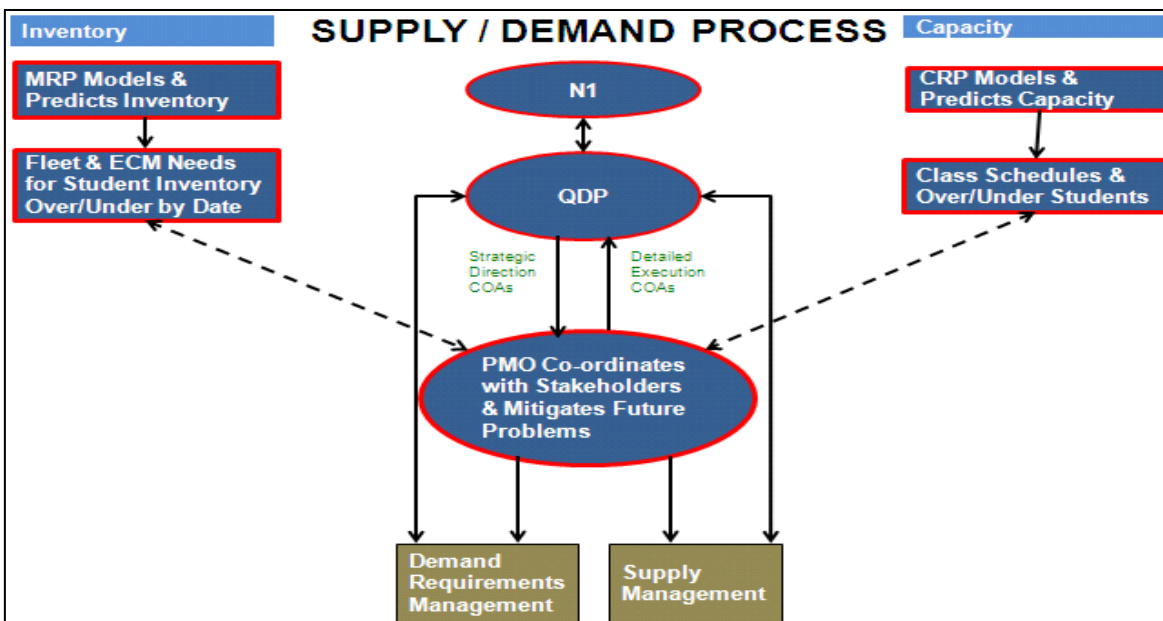 Inventory
SUPPLY / DEMAND PROCESS
Capacity
MRP Models &
Predicts Inventory
N1
CRP Models &
Predicts Capacity
Fleet & ECM Needs
for Student Inventory
Over/Under by Date
QDP
Class Schedules &
Over/Under Students
Strategic
Direction
COAs
Detailed
Execution
COAs
PMO Co-ordinates
with Stakeholders
& Mitigates Future
Problems
Demand
Requirements
Management
Supply
Management